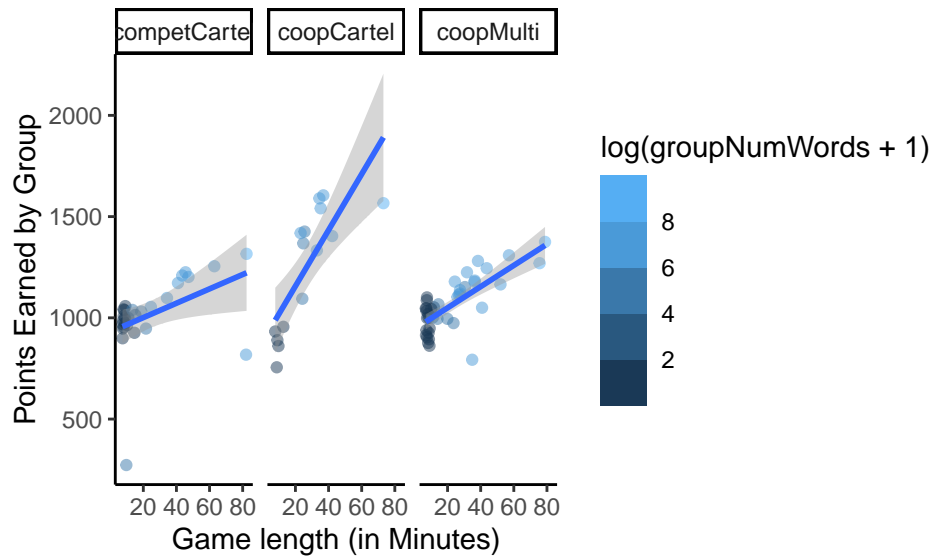 competCarte
coopCartel
coopMulti
Points Earned by Group
2000
1500
1000
500
20 40 60 80
20 40 60 80
20 40 60 80
Game length (in Minutes)
log(groupNumWords + 1)
8
6
4
2